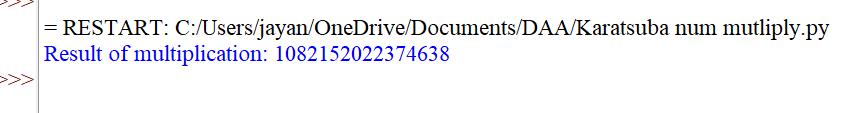 >>>
= RESTART: C:/Users/jayan/OneDrive/Documents/DAA/Karatsuba num mutliply.py
Result of multiplication: 1082152022374638
>>>